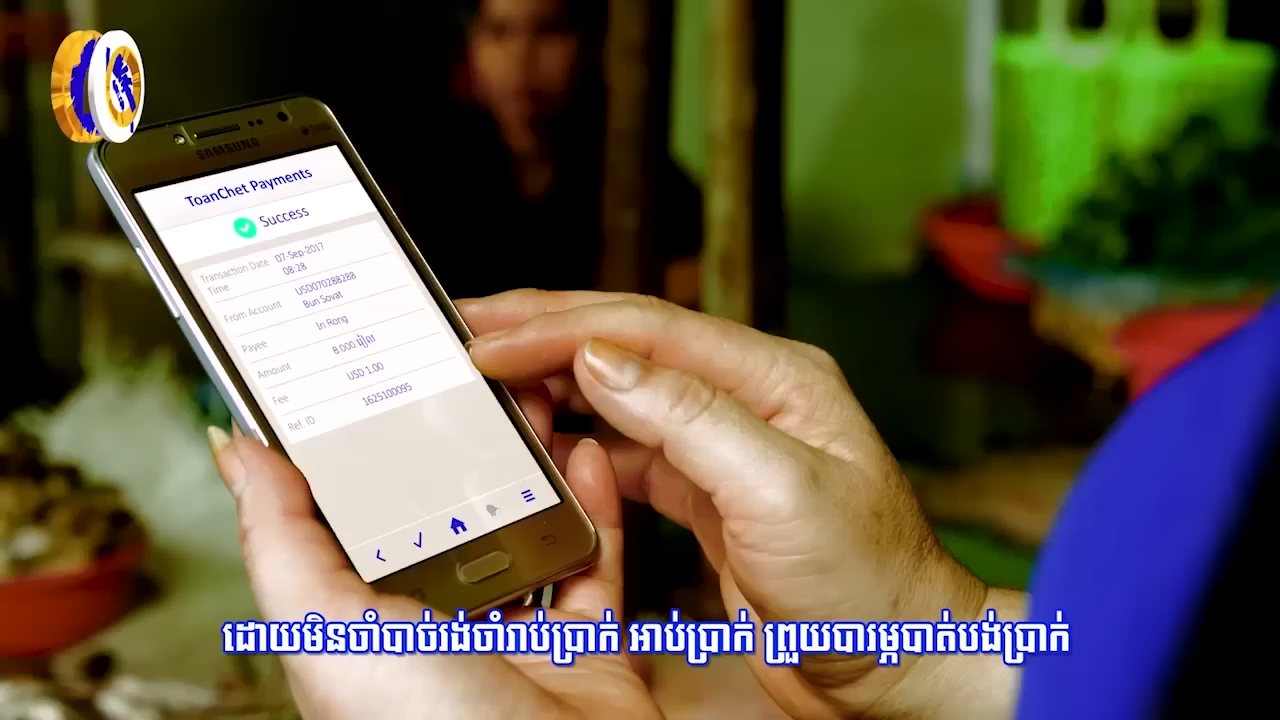 SAMSUNG
ToanChet Payments
Success
Transaction Date 07-Sep-2017
Time 08:28
From Account USD070288288
Bun Sovat
Payee In Rong
Amount 8.000 រៀល
Fee USD 1.00
Ref. ID 1625100095
ដោយមិនចាំបាច់រង់ចាំរាប់ប្រាក់ អាប់ប្រាក់ ព្រួយបារម្ភបាត់បង់ប្រាក់